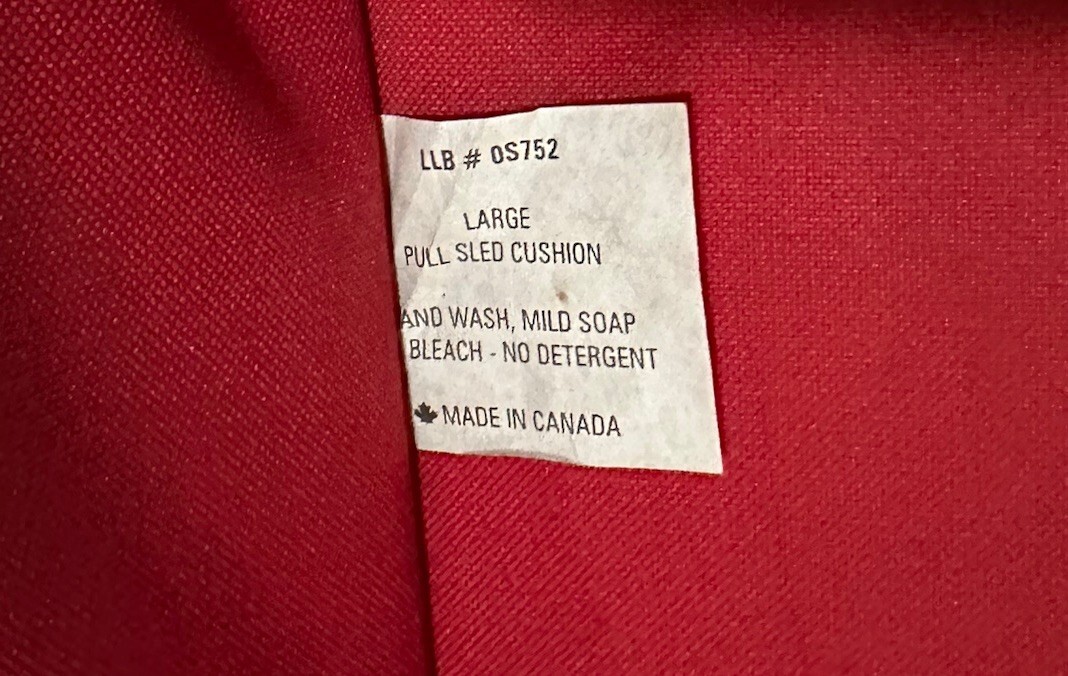 LLB # 0S752
LARGE
PULL SLED CUSHION
AND WASH, MILD SOAP
BLEACH - NO DETERGENT
MADE IN CANADA